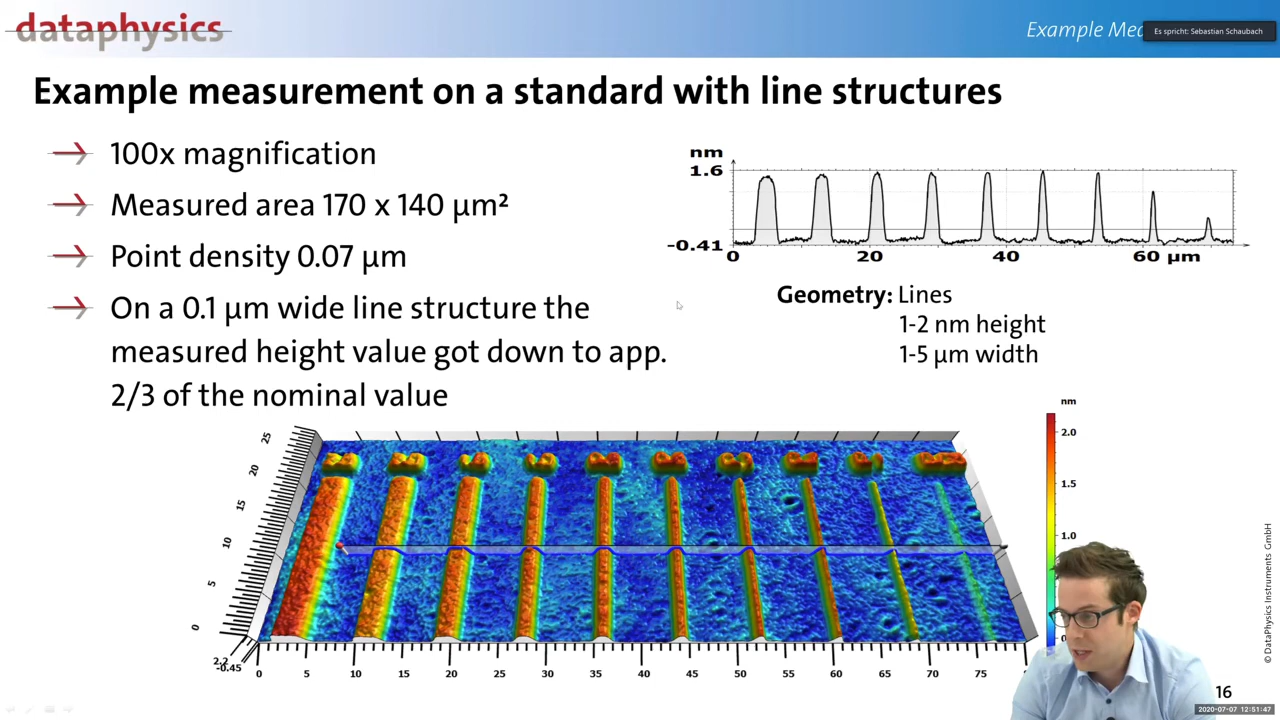 dataphysics
Example Mea
Es spricht: Sebastian Schaubach
Example measurement on a standard with line structures
100x magnification
Measured area 170 x 140 µm²
Point density 0.07 µm
On a 0.1 µm wide line structure the
measured height value got down to app.
2/3 of the nominal value
nm
1.6
-0.41
0 20 40 60 µm
Geometry: Lines
1-2 nm height
1-5 µm width
nm
2.0
1.5
1.0
25
20
15
10
5
0
2.2
-0.45
0 5 10 15 20 25 30 35 40 45 50 55 60 65 70 75
© DataPhysics Instruments GmbH
16
2020-07-07 12:51:47